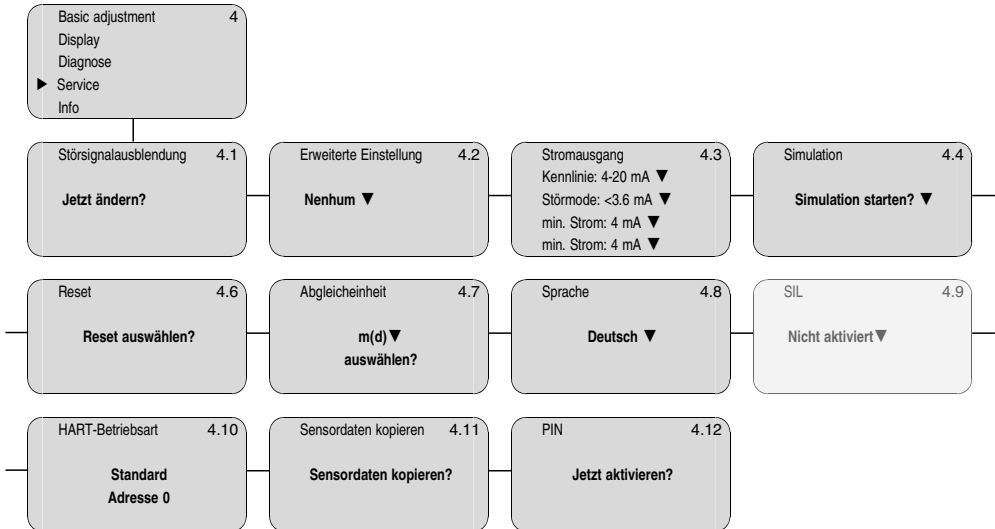 Basic adjustment 4
Display
Diagnose
▶ Service
Info
Störsignalausblendung 4.1
Jetzt ändern?
Erweiterte Einstellung 4.2
Nenhum ▼
Stromausgang 4.3
Kennlinie: 4-20 mA ▼
Störmode: <3.6 mA ▼
min. Strom: 4 mA ▼
min. Strom: 4 mA ▼
Simulation 4.4
Simulation starten? ▼
Reset 4.6
Reset auswählen?
Abgleicheinheit 4.7
m(d)▼
auswählen?
Sprache 4.8
Deutsch ▼
SIL 4.9
Nicht aktiviert▼
HART-Betriebsart 4.10
Standard
Adresse 0
Sensordaten kopieren 4.11
Sensordaten kopieren?
PIN 4.12
Jetzt aktivieren?